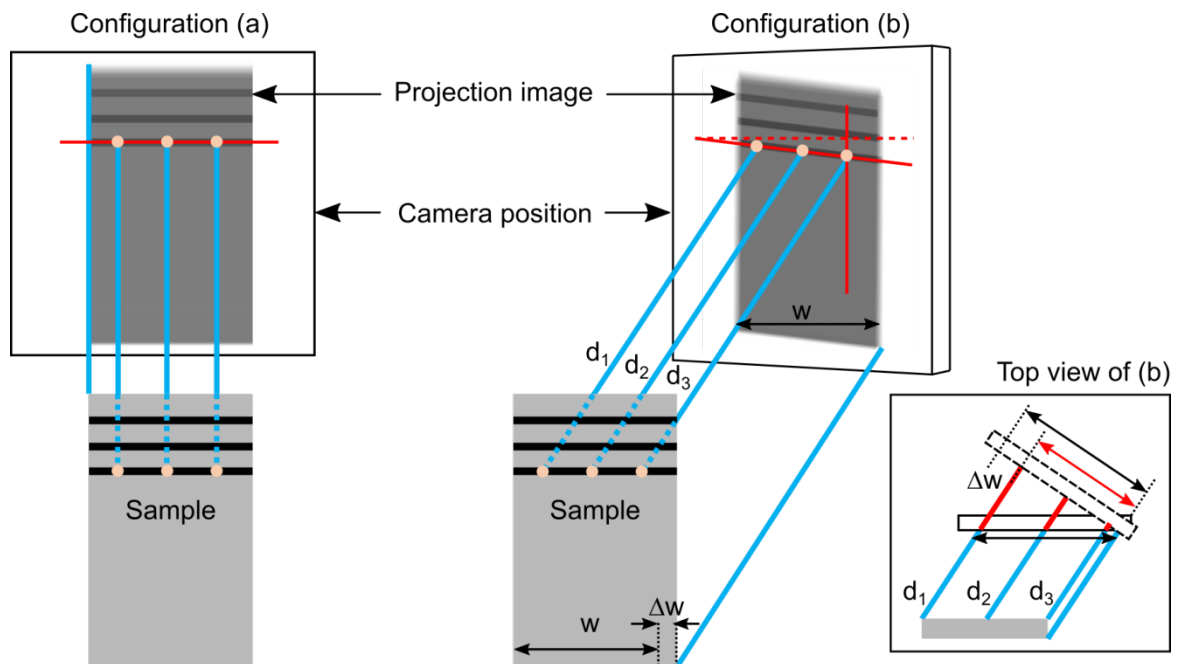 Configuration (a)
Configuration (b)
Projection image
Camera position
w
d1
d2
d3
Top view of (b)
Sample
Sample
Δw
w
Δw
d1
d2
d3